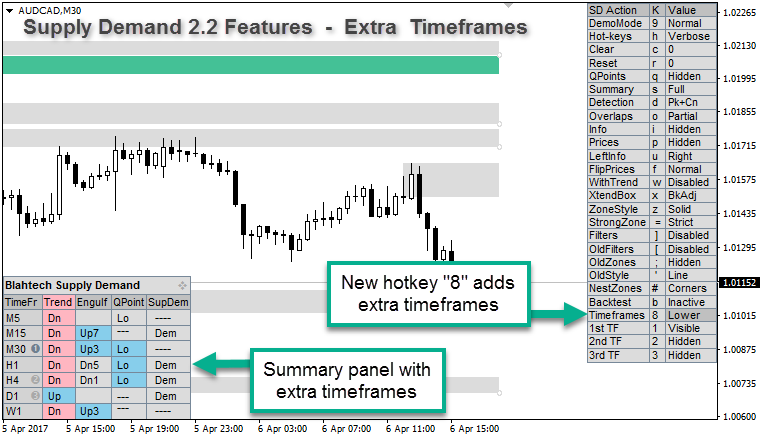 AUDCAD,M30
Supply Demand 2.2 Features - Extra Timeframes
SD Action K Value
DemoMode 9 Normal
Hot-keys h Verbose
Clear c 0
Reset r 0
QPoints q Hidden
Summary s Full
Detection d Pk+Cn
Overlaps o Partial
Info i Hidden
Prices p Hidden
LeftInfo u Right
FlipPrices f Normal
WithTrend w Disabled
XtendBox x BkAdj
ZoneStyle z Solid
StrongZone = Strict
Filters ] Disabled
OldFilters [ Disabled
OldZones ; Hidden
OldStyle ' Line
NestZones # Corners
Backtest b Inactive
Timeframes 8 Lower
1st TF 1 Visible
2nd TF 2 Hidden
3rd TF 3 Hidden
1.02265
1.02130
1.01995
1.01855
1.01715
1.01575
1.01435
1.01295
1.01152
1.01015
1.00875
1.00735
1.00600
New hotkey "8" adds
extra timeframes
Blahtech Supply Demand
TimeFr Trend Engulf QPoint SupDem
M5 Dn Lo ----
M15 Dn Up7 --- Dem
M30 1 Dn Up3 Lo ----
H1 Dn Dn5 Lo Dem
H4 2 Dn Dn1 Lo Dem
D1 3 Up --- Dem
W1 Dn Up3 --- ----
Summary panel with
extra timeframes
5 Apr 2017 5 Apr 15:00 5 Apr 19:00 5 Apr 23:00 6 Apr 03:00 6 Apr 07:00 6 Apr 11:00 6 Apr 15:00